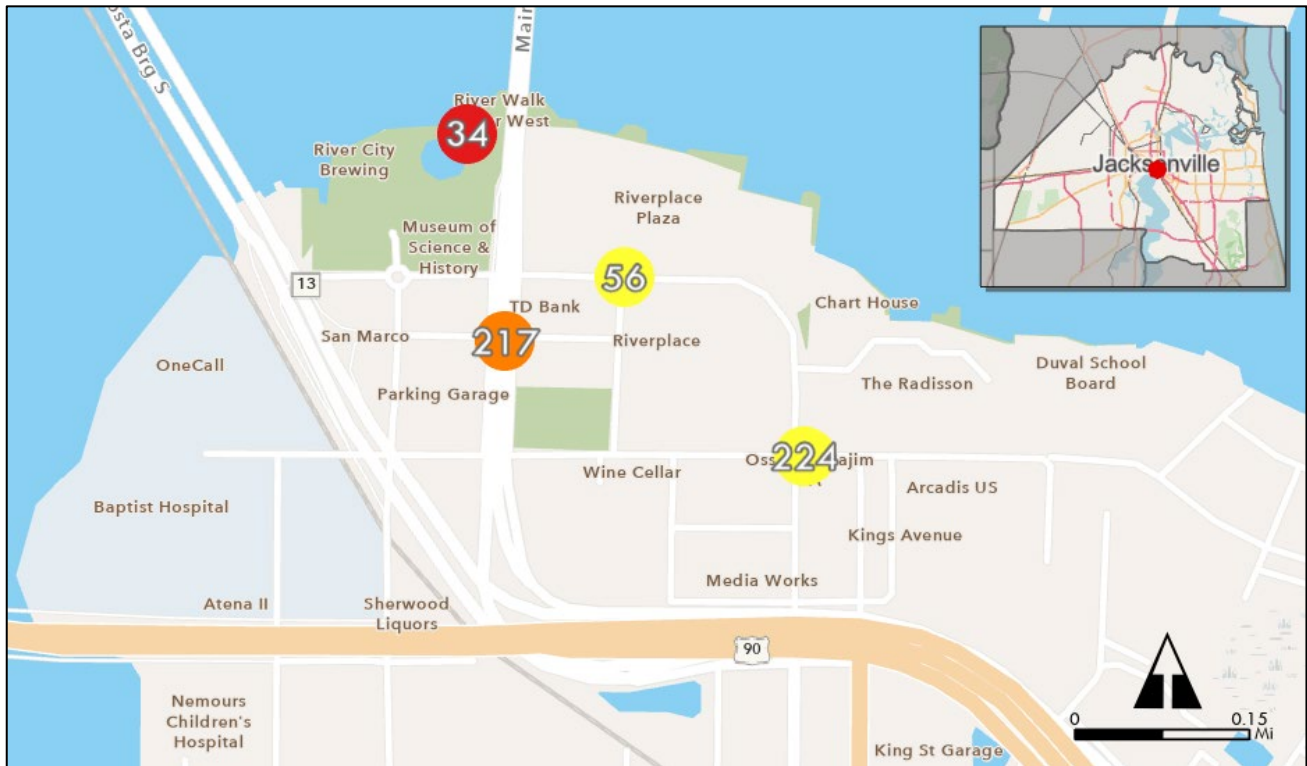 osta Brg S
Main
River Walk
West
34
River City
Brewing
Jacksonville
Riverplace
Plaza
Museum of
Science &
History
56
13
TD Bank
Chart House
San Marco
217
Riverplace
OneCall
Duval School
Board
The Radisson
Parking Garage
224
Wine Cellar
Arcadis US
Baptist Hospital
Kings Avenue
Media Works
Atena II
Sherwood
Liquors
90
Nemours
Children's
Hospital
0
0.15
Mi
King St Garage